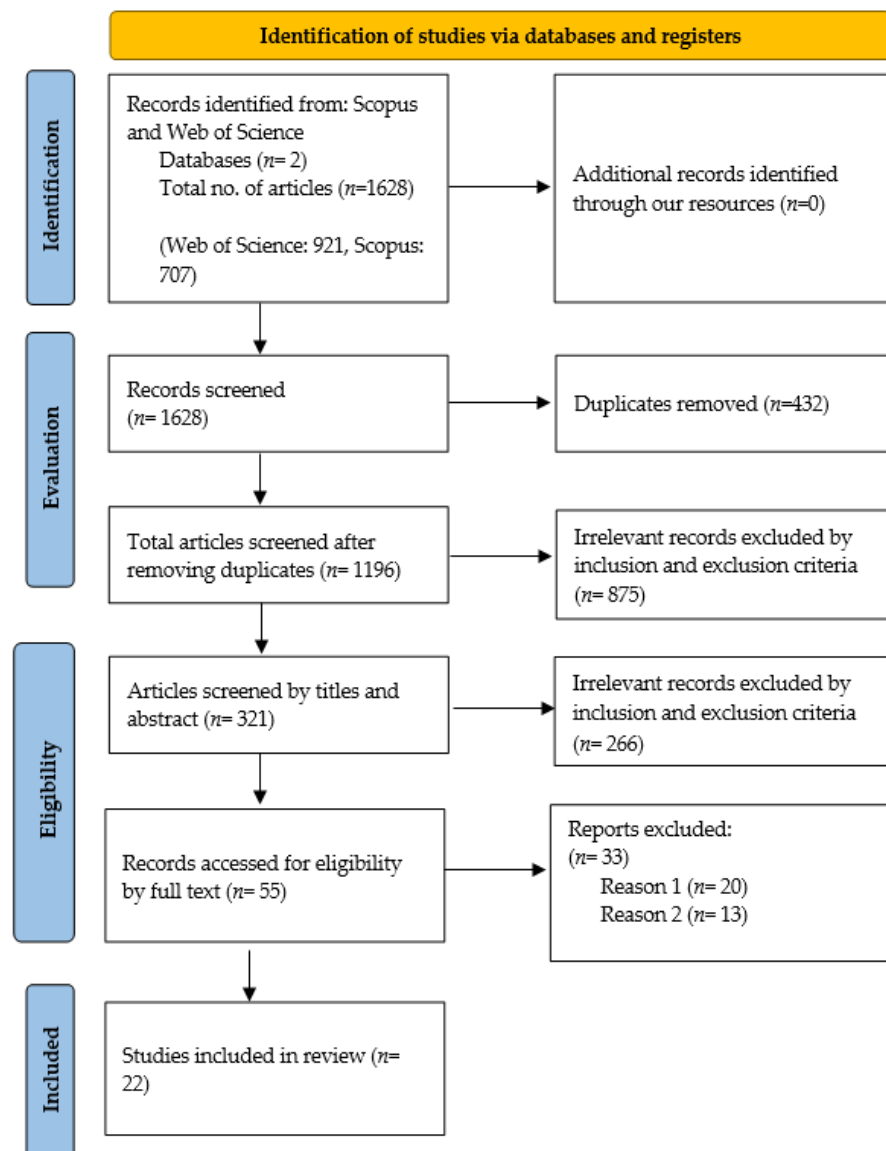 Identification of studies via databases and registers
Identification
Records identified from: Scopus
and Web of Science
Databases (n= 2)
Total no. of articles (n=1628)
(Web of Science: 921, Scopus:
707)
Additional records identified
through our resources (n=0)
Evaluation
Records screened
(n= 1628)
Duplicates removed (n=432)
Total articles screened after
removing duplicates (n= 1196)
Irrelevant records excluded by
inclusion and exclusion criteria
(n= 875)
Eligibility
Articles screened by titles and
abstract (n= 321)
Irrelevant records excluded by
inclusion and exclusion criteria
(n= 266)
Records accessed for eligibility
by full text (n= 55)
Reports excluded:
(n= 33)
Reason 1 (n= 20)
Reason 2 (n= 13)
Included
Studies included in review (n=
22)